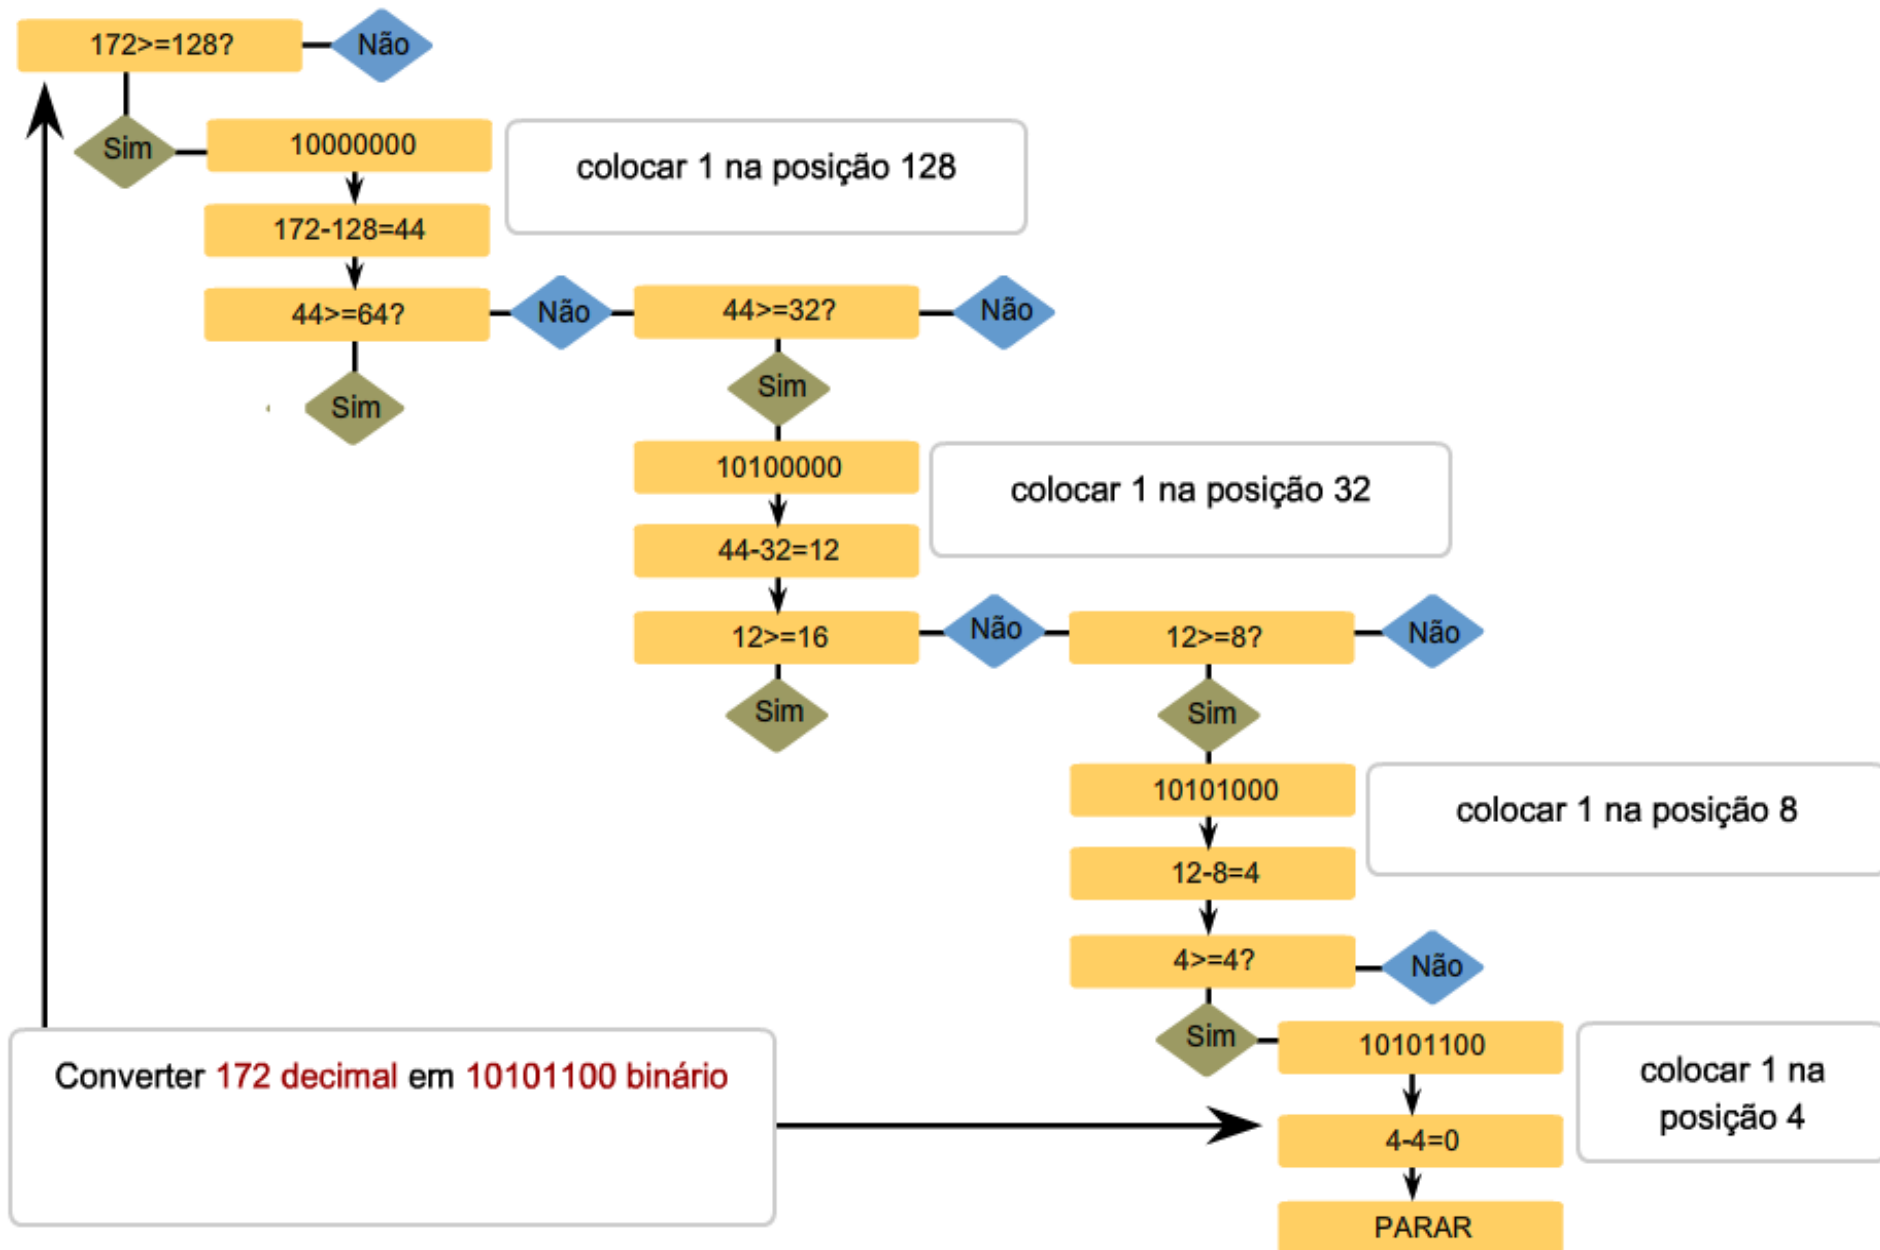 172>=128?
Não
Sim
10000000
colocar 1 na posição 128
172-128=44
44>=64?
Não
44>=32?
Não
Sim
Sim
10100000
colocar 1 na posição 32
44-32=12
12>=16
Não
12>=8?
Não
Sim
Sim
10101000
colocar 1 na posição 8
12-8=4
4>=4?
Não
Sim
10101100
colocar 1 na
posição 4
Converter 172 decimal em 10101100 binário
4-4=0
PARAR